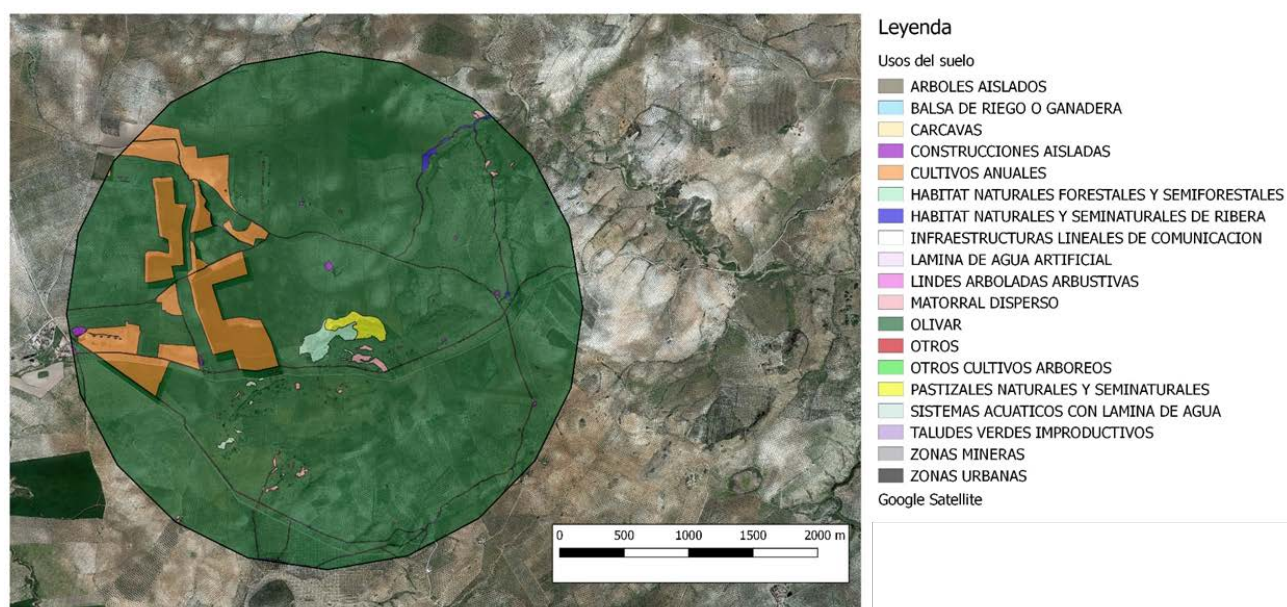 Leyenda
Usos del suelo
ARBOLES AISLADOS
BALSA DE RIEGO O GANADERA
CARCAVAS
CONSTRUCCIONES AISLADAS
CULTIVOS ANUALES
HABITAT NATURALES FORESTALES Y SEMIFORESTALES
HABITAT NATURALES Y SEMINATURALES DE RIBERA
INFRAESTRUCTURAS LINEALES DE COMUNICACION
LAMINA DE AGUA ARTIFICIAL
LINDES ARBOLADAS ARBUSTIVAS
MATORRAL DISPERSO
OLIVAR
OTROS
OTROS CULTIVOS ARBOREOS
PASTIZALES NATURALES Y SEMINATURALES
SISTEMAS ACUATICOS CON LAMINA DE AGUA
TALUDES VERDES IMPRODUCTIVOS
ZONAS MINERAS
ZONAS URBANAS
Google Satellite
0 500 1000 1500 2000 m